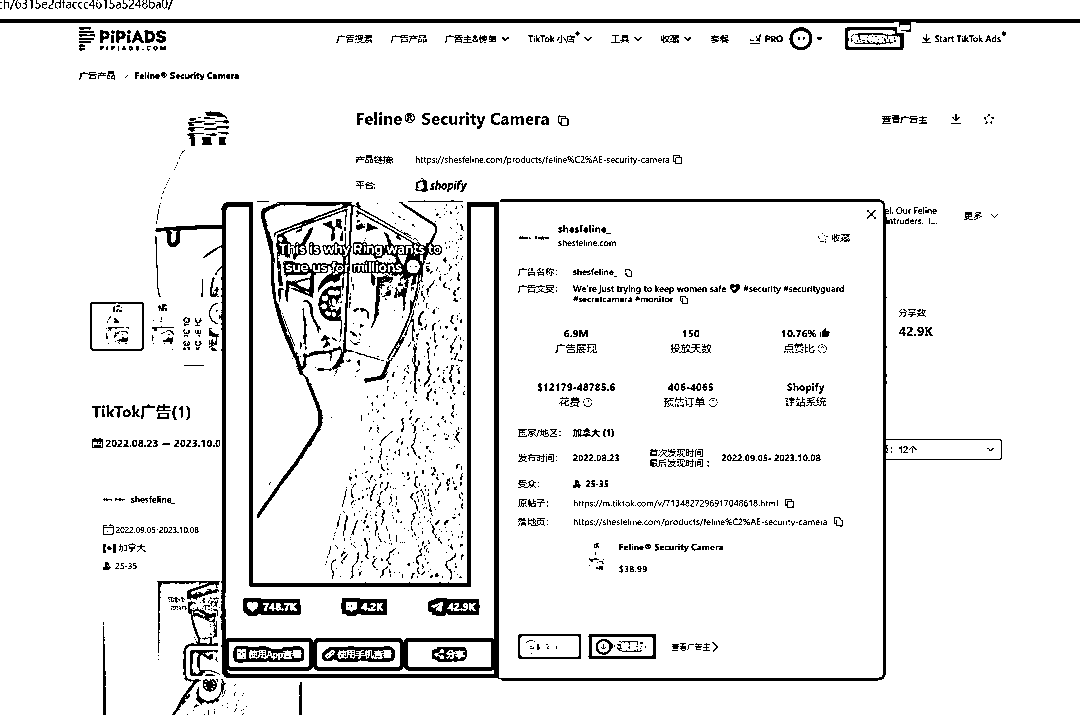 ch/6315e2dfaccc4615a5248ba0/
PiPiADS
PIPIADS.COM
广告搜索 广告产品 广告主&榜单 TikTok 小店 工具 收藏 套餐 PRO Start TikTok Ads
广告产品 / Feline® Security Camera
Feline® Security Camera
查看广告主
产品链接: https://shesfeline.com/products/feline%C2%AE-security-camera
平台: shopify
el. Our Feline
intruders. I...
更多
分享数
42.9K
12个
TikTok广告(1)
2022.08.23 — 2023.10.0
shesfeline_
2022.09.05-2023.10.08
加拿大
25-35
This is why Ring wants to
sue us for millions
748.7K 4.2K 42.9K
使用App查看 使用手机查看 分享
shesfeline_
shesfeline.com
收藏
广告名称: shesfeline_
广告文案: We're just trying to keep women safe #security #securityguard
#secretcamera #monitor
6.9M 150 10.76%
广告展现 投放天数 点赞比
$12179-48785.6 406-4065 Shopify
花费 预估订单 建站系统
国家/地区: 加拿大 (1)
发布时间: 2022.08.23
首次发现时间
最后发现时间: 2022.09.05- 2023.10.08
受众: 25-35
原帖子: https://m.tiktok.com/v/7134827296917048618.html
落地页: https://shesfeline.com/products/feline%C2%AE-security-camera
Feline® Security Camera
$38.99
查看广告主